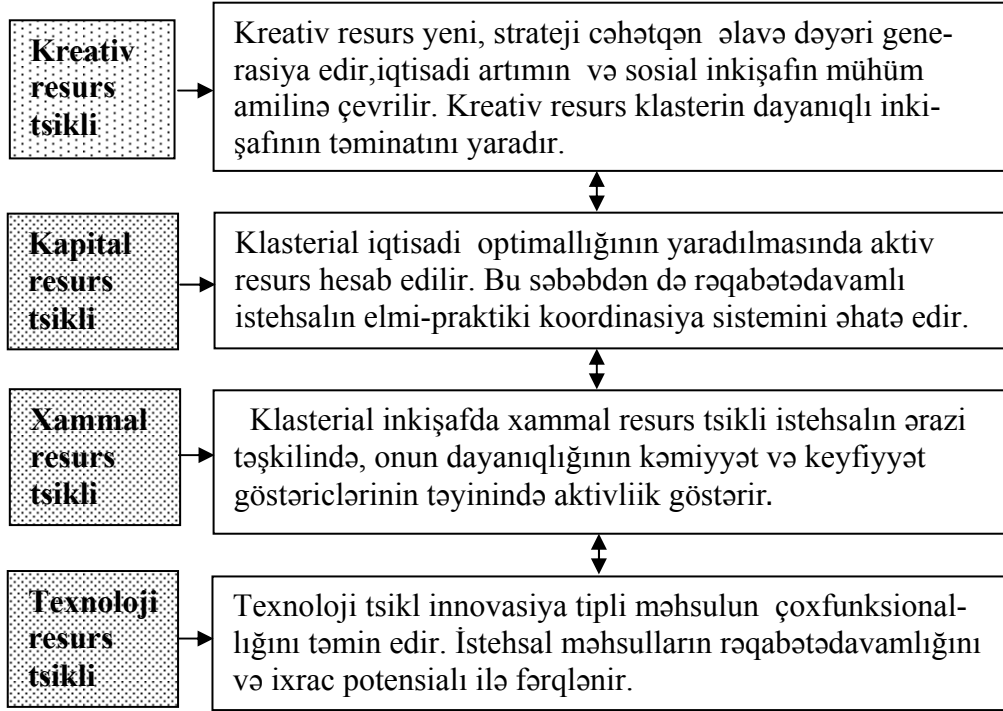 Kreativ
resurs
tsikli
Kreativ resurs yeni, strateji cəhətqən əlavə dəyəri gene-
rasiya edir,iqtisadi artımın və sosial inkişafın mühüm
amilinə çevrilir. Kreativ resurs klasterin dayanıqlı inki-
şafının təminatını yaradır.
Kapital
resurs
tsikli
Klasterial iqtisadi optimallığının yaradılmasında aktiv
resurs hesab edilir. Bu səbəbdən də rəqabətədavamlı
istehsalın elmi-praktiki koordinasiya sistemini əhatə edir.
Xammal
resurs
tsikli
Klasterial inkişafda xammal resurs tsikli istehsalın ərazi
təşkilində, onun dayanıqlığının kəmiyyət və keyfiyyət
göstəriclərinin təyinində aktivliik göstərir.
Texnoloji
resurs
tsikli
Texnoloji tsikl innovasiya tipli məhsulun çoxfunksional-
lığını təmin edir. İstehsal məhsulların rəqabətədavamlığını
və ixrac potensialı ilə fərqlənir.